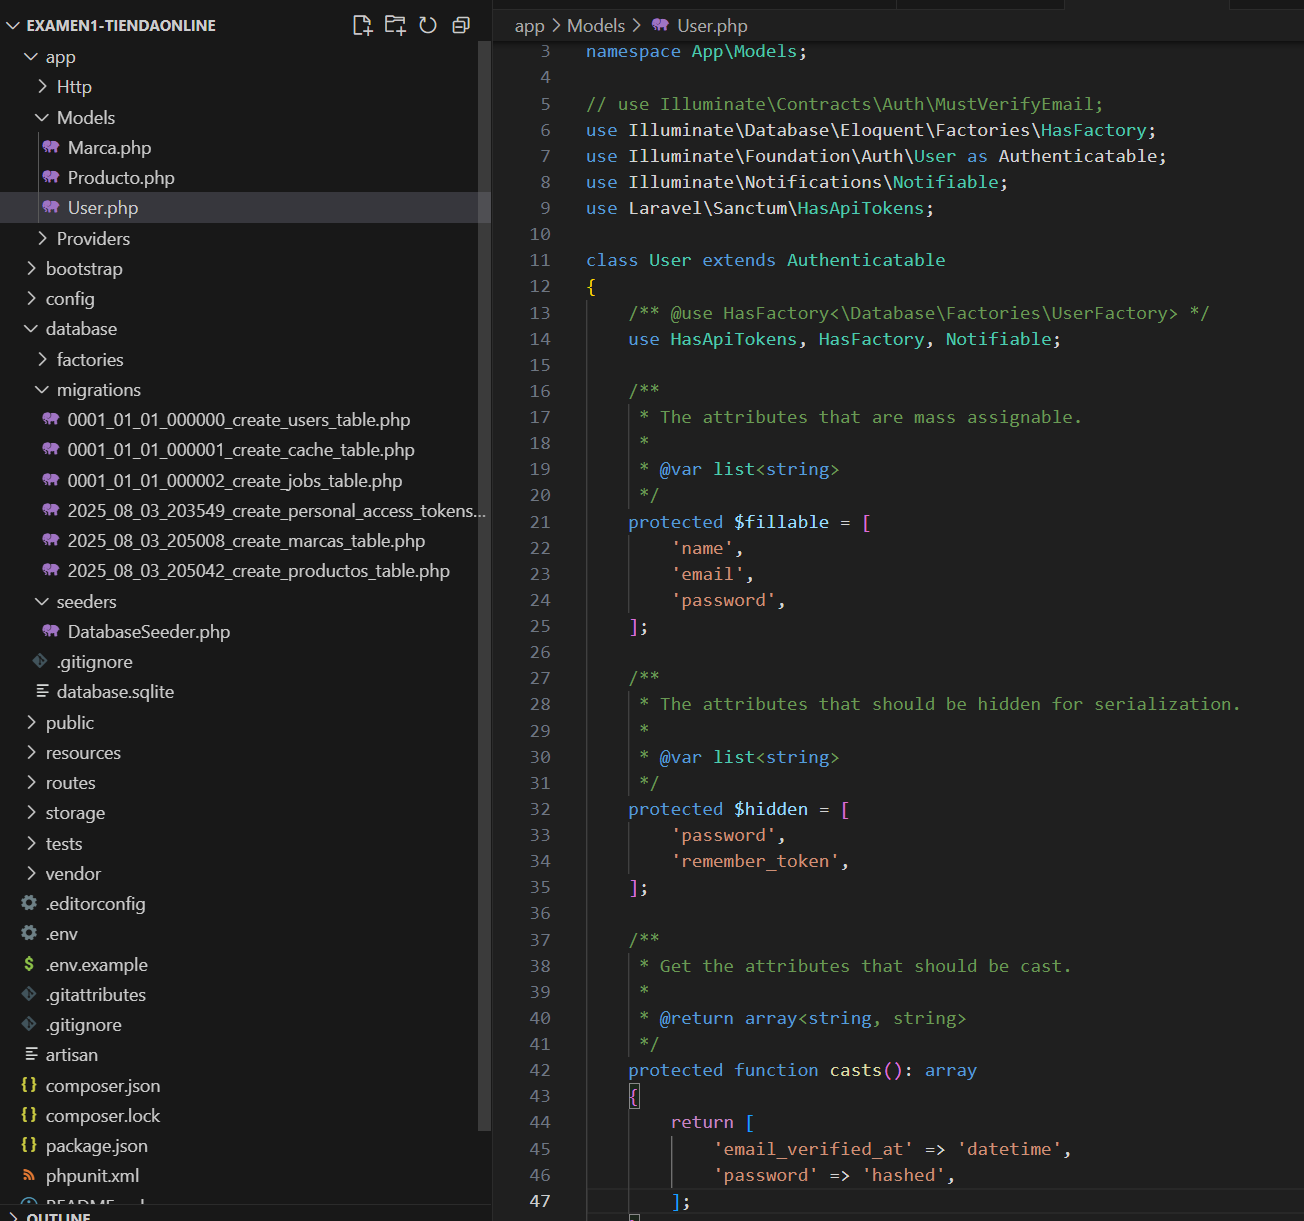 EXAMEN1-TIENDAONLINE
app
Http
Models
Marca.php
Producto.php
User.php
Providers
bootstrap
config
database
factories
migrations
0001_01_01_000000_create_users_table.php
0001_01_01_000001_create_cache_table.php
0001_01_01_000002_create_jobs_table.php
2025_08_03_203549_create_personal_access_tokens...
2025_08_03_205008_create_marcas_table.php
2025_08_03_205042_create_productos_table.php
seeders
DatabaseSeeder.php
.gitignore
database.sqlite
public
resources
routes
storage
tests
vendor
.editorconfig
.env
$ .env.example
.gitattributes
.gitignore
artisan
{} composer.json
{} composer.lock
{} package.json
phpunit.xml
OUTLINE
app > Models > User.php
3 namespace App\Models;
4
5 // use Illuminate\Contracts\Auth\MustVerifyEmail;
6 use Illuminate\Database\Eloquent\Factories\HasFactory;
7 use Illuminate\Foundation\Auth\User as Authenticatable;
8 use Illuminate\Notifications\Notifiable;
9 use Laravel\Sanctum\HasApiTokens;
10
11 class User extends Authenticatable
12 {
13 /** @use HasFactory<\Database\Factories\UserFactory> */
14 use HasApiTokens, HasFactory, Notifiable;
15
16 /**
17 * The attributes that are mass assignable.
18 *
19 * @var list<string>
20 */
21 protected $fillable = [
22 'name',
23 'email',
24 'password',
25 ];
26
27 /**
28 * The attributes that should be hidden for serialization.
29 *
30 * @var list<string>
31 */
32 protected $hidden = [
33 'password',
34 'remember_token',
35 ];
36
37 /**
38 * Get the attributes that should be cast.
39 *
40 * @return array<string, string>
41 */
42 protected function casts(): array
43 {
44 return [
45 'email_verified_at' => 'datetime',
46 'password' => 'hashed',
47 ];